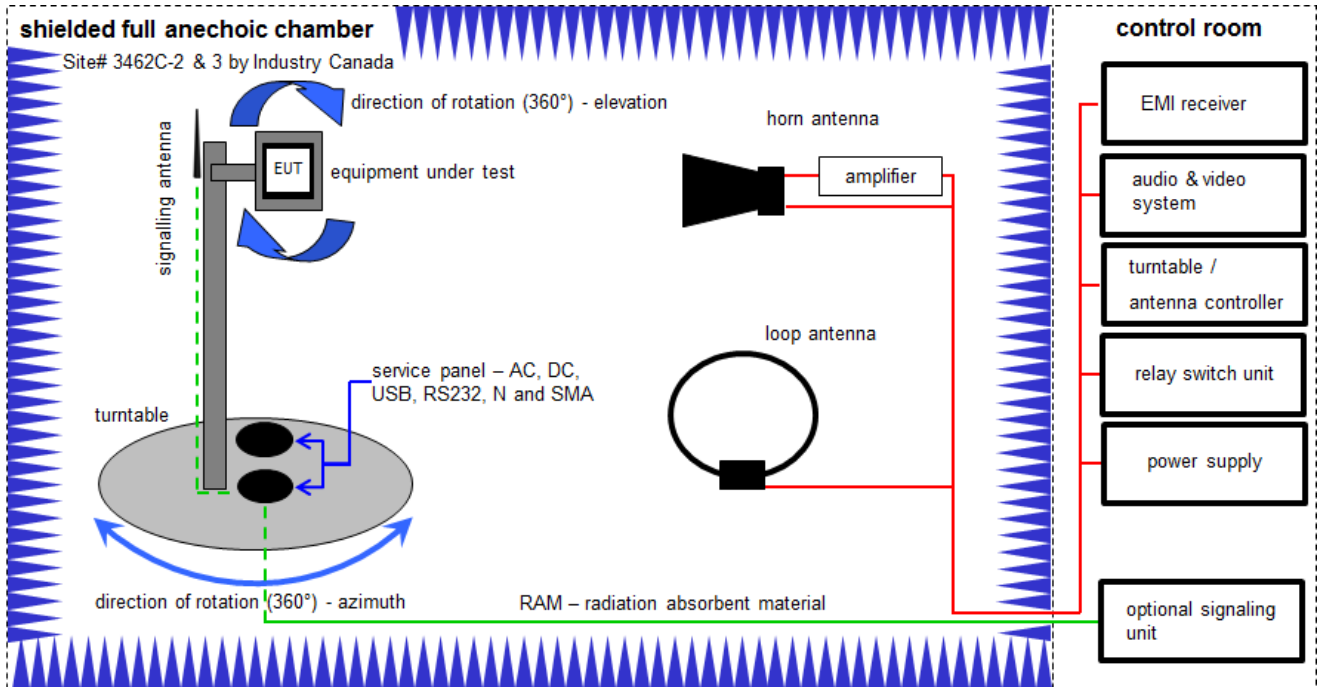 shielded full anechoic chamber
Site# 3462C-2 & 3 by Industry Canada
direction of rotation (360°) - elevation
signalling antenna
EUT
equipment under test
horn antenna
amplifier
loop antenna
service panel – AC, DC,
USB, RS232, N and SMA
turntable
direction of rotation (360°) - azimuth
RAM – radiation absorbent material
control room
EMI receiver
audio & video
system
turntable /
antenna controller
relay switch unit
power supply
optional signaling
unit